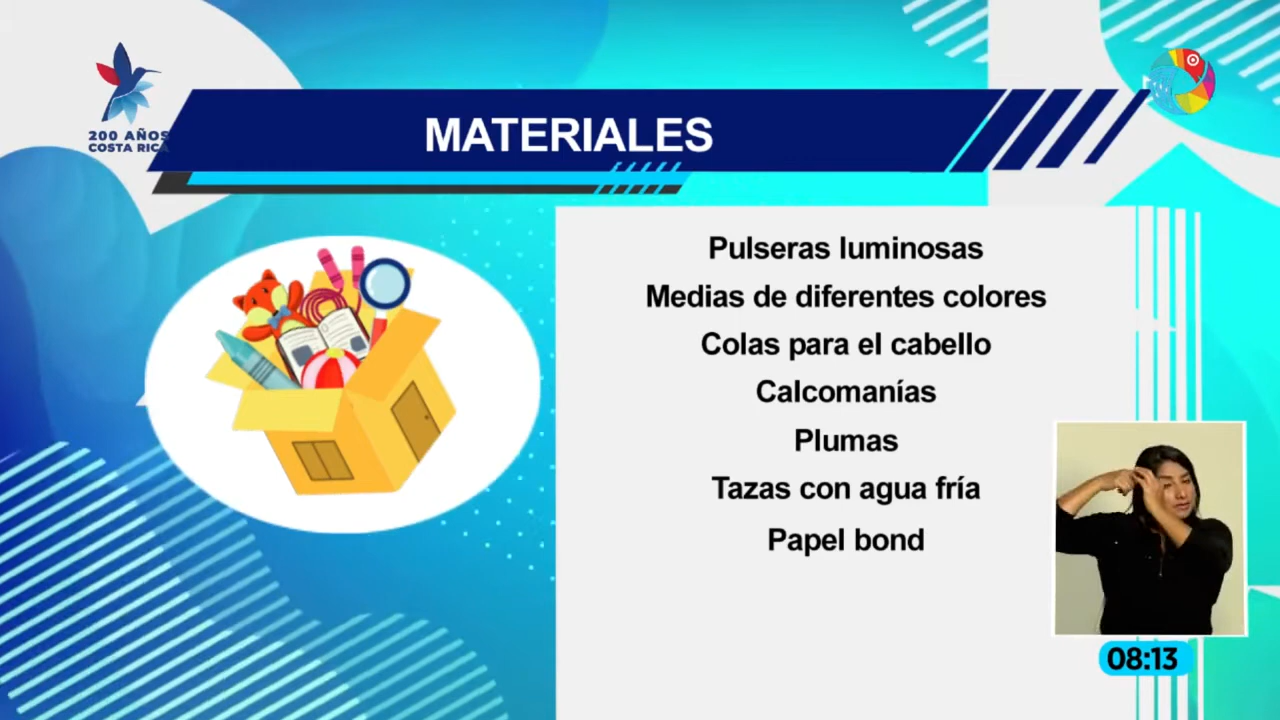 200 AÑOS
COSTA RICA
MATERIALES
Pulseras luminosas
Medias de diferentes colores
Colas para el cabello
Calcomanías
Plumas
Tazas con agua fría
Papel bond
08:13